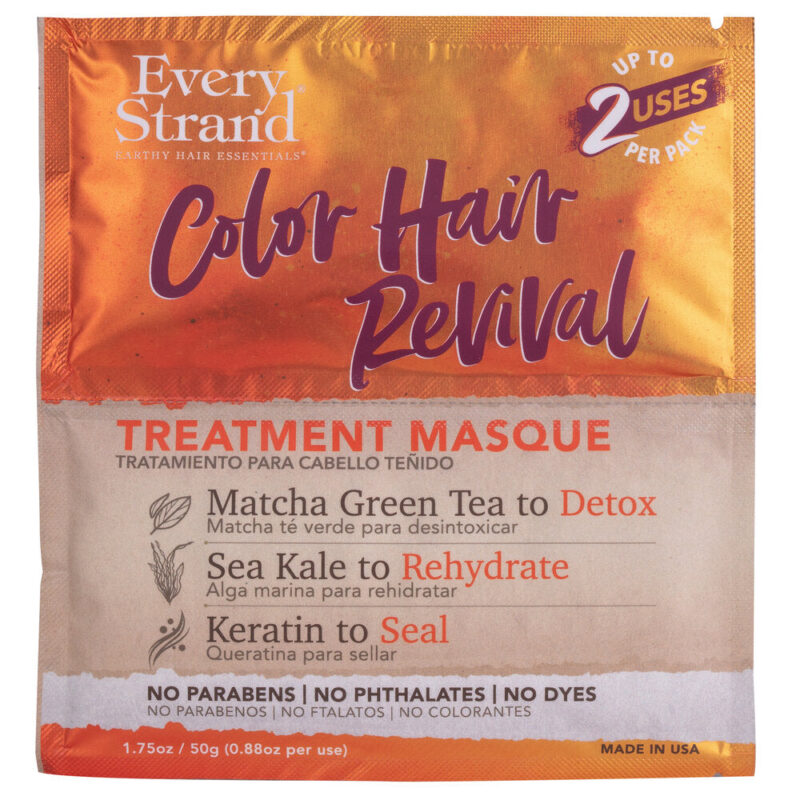 Every
Strand®
EARTHY HAIR ESSENTIALS®
UP TO
2 USES
PER PACK
Color Hair
Revival
TREATMENT MASQUE
TRATAMIENTO PARA CABELLO TEÑIDO
Matcha Green Tea to Detox
Matcha té verde para desintoxicar
Sea Kale to Rehydrate
Alga marina para rehidratar
Keratin to Seal
Queratina para sellar
NO PARABENS | NO PHTHALATES | NO DYES
NO PARABENOS | NO FTALATOS | NO COLORANTES
1.75oz / 50g (0.88oz per use)
MADE IN USA